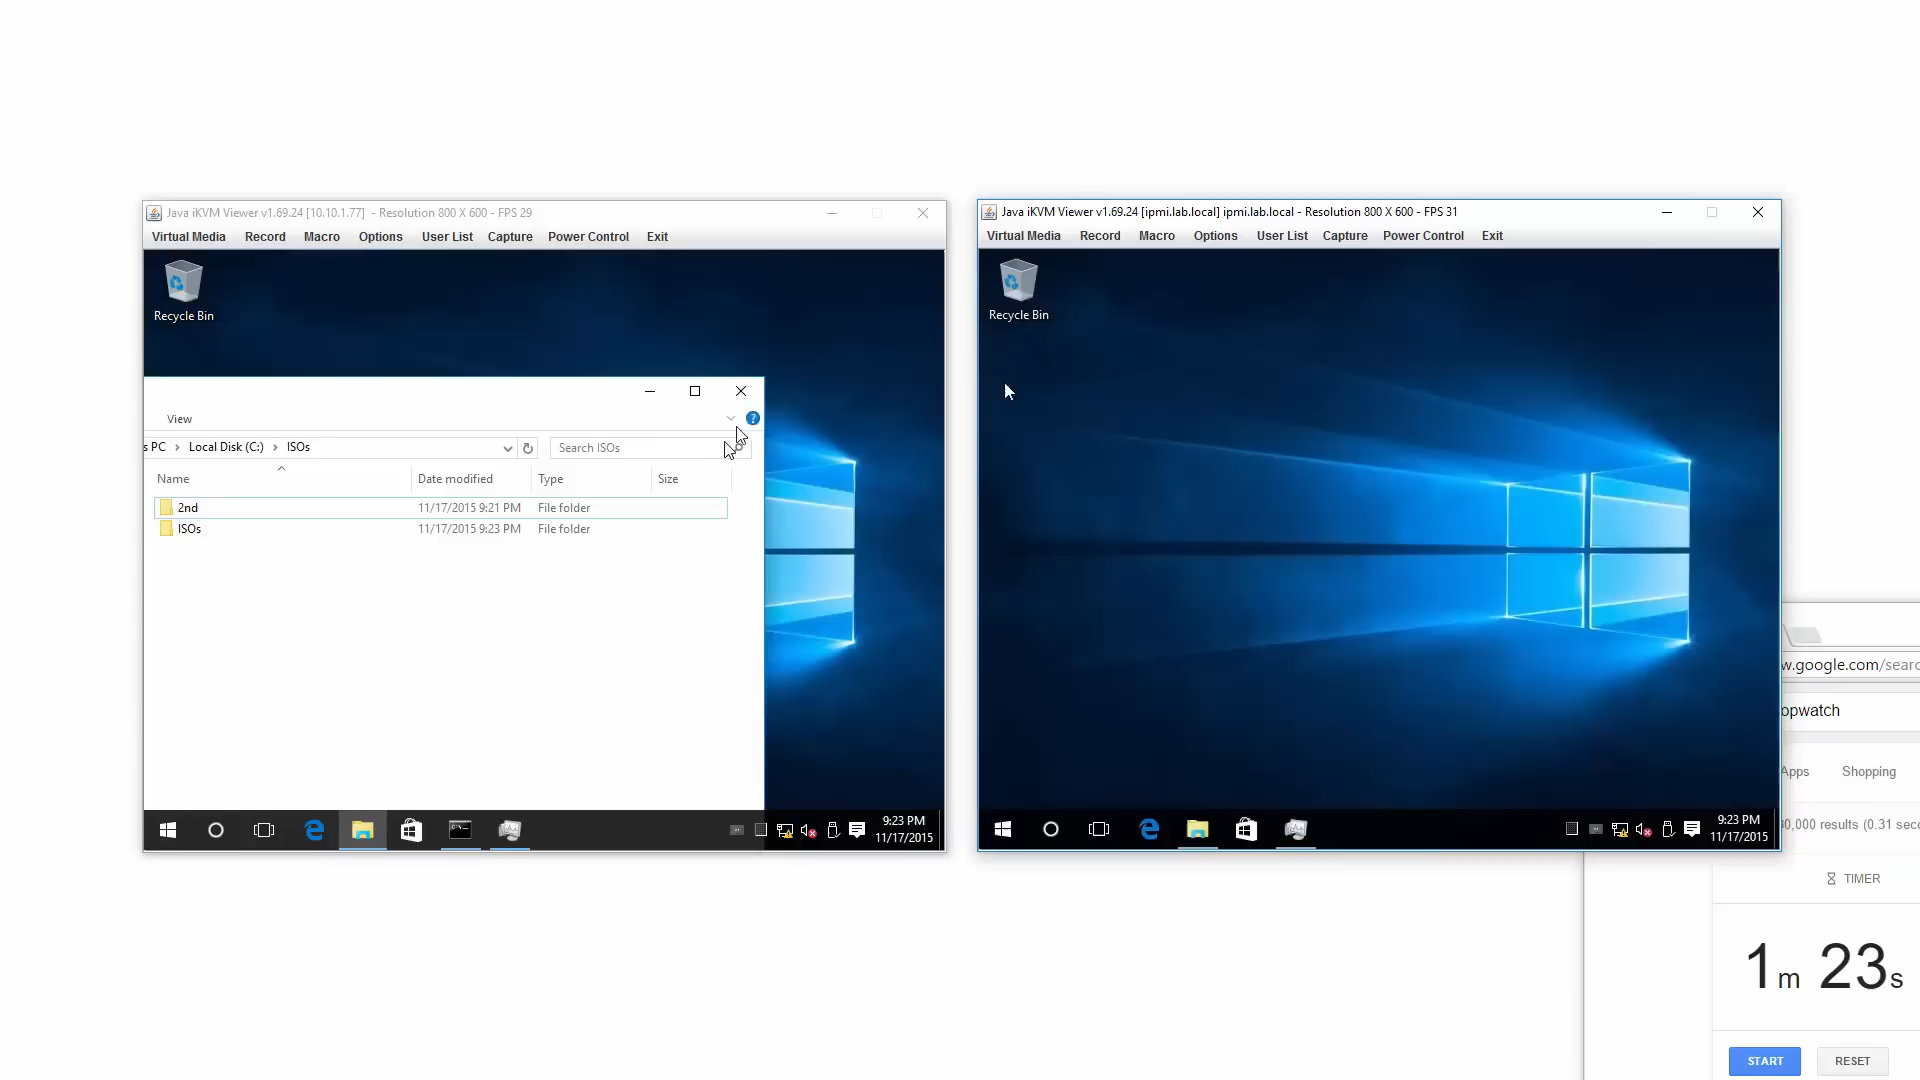 Java iKVM Viewer v1.69.24 [10.10.1.77] - Resolution 800 X 600 - FPS 29
Virtual Media Record Macro Options User List Capture Power Control Exit
Recycle Bin
View
?
s PC > Local Disk (C:) > ISOs
Search ISOs
Name Date modified Type Size
2nd 11/17/2015 9:21 PM File folder
ISOs 11/17/2015 9:23 PM File folder
9:23 PM
11/17/2015
Java iKVM Viewer v1.69.24 [ipmi.lab.local] ipmi.lab.local - Resolution 800 X 600 - FPS 31
Virtual Media Record Macro Options User List Capture Power Control Exit
Recycle Bin
9:23 PM
11/17/2015
w.google.com/searc
opwatch
Apps Shopping
0,000 results (0.31 seco
TIMER
1m 23s
START RESET